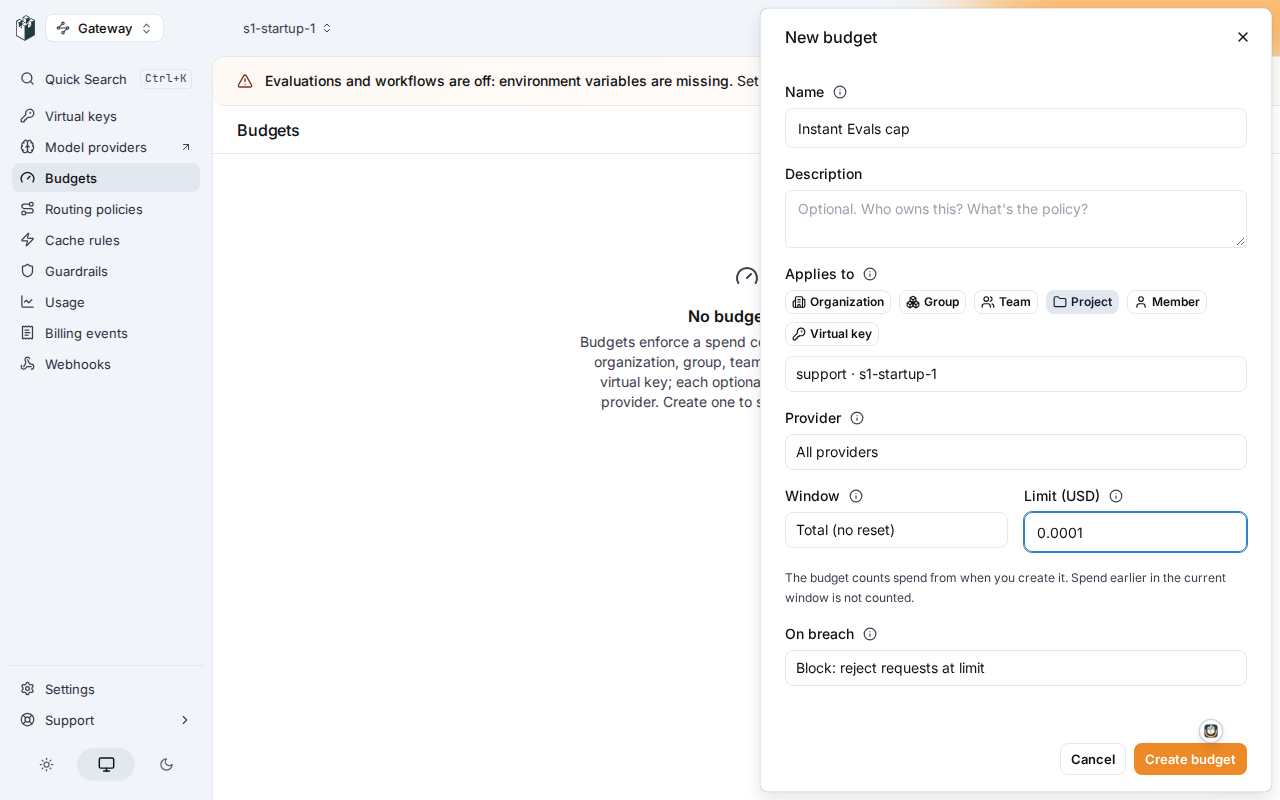 Gateway
s1-startup-1
Quick Search Ctrl+K
Virtual keys
Model providers
Budgets
Routing policies
Cache rules
Guardrails
Usage
Billing events
Webhooks
Settings
Support
Evaluations and workflows are off: environment variables are missing. Set
Budgets
No budge
Budgets enforce a spend c
organization, group, team
virtual key; each optiona
provider. Create one to s
New budget
Name
Instant Evals cap
Description
Optional. Who owns this? What's the policy?
Applies to
Organization Group Team Project Member
Virtual key
support · s1-startup-1
Provider
All providers
Window Limit (USD)
Total (no reset) 0.0001
The budget counts spend from when you create it. Spend earlier in the current
window is not counted.
On breach
Block: reject requests at limit
Cancel Create budget